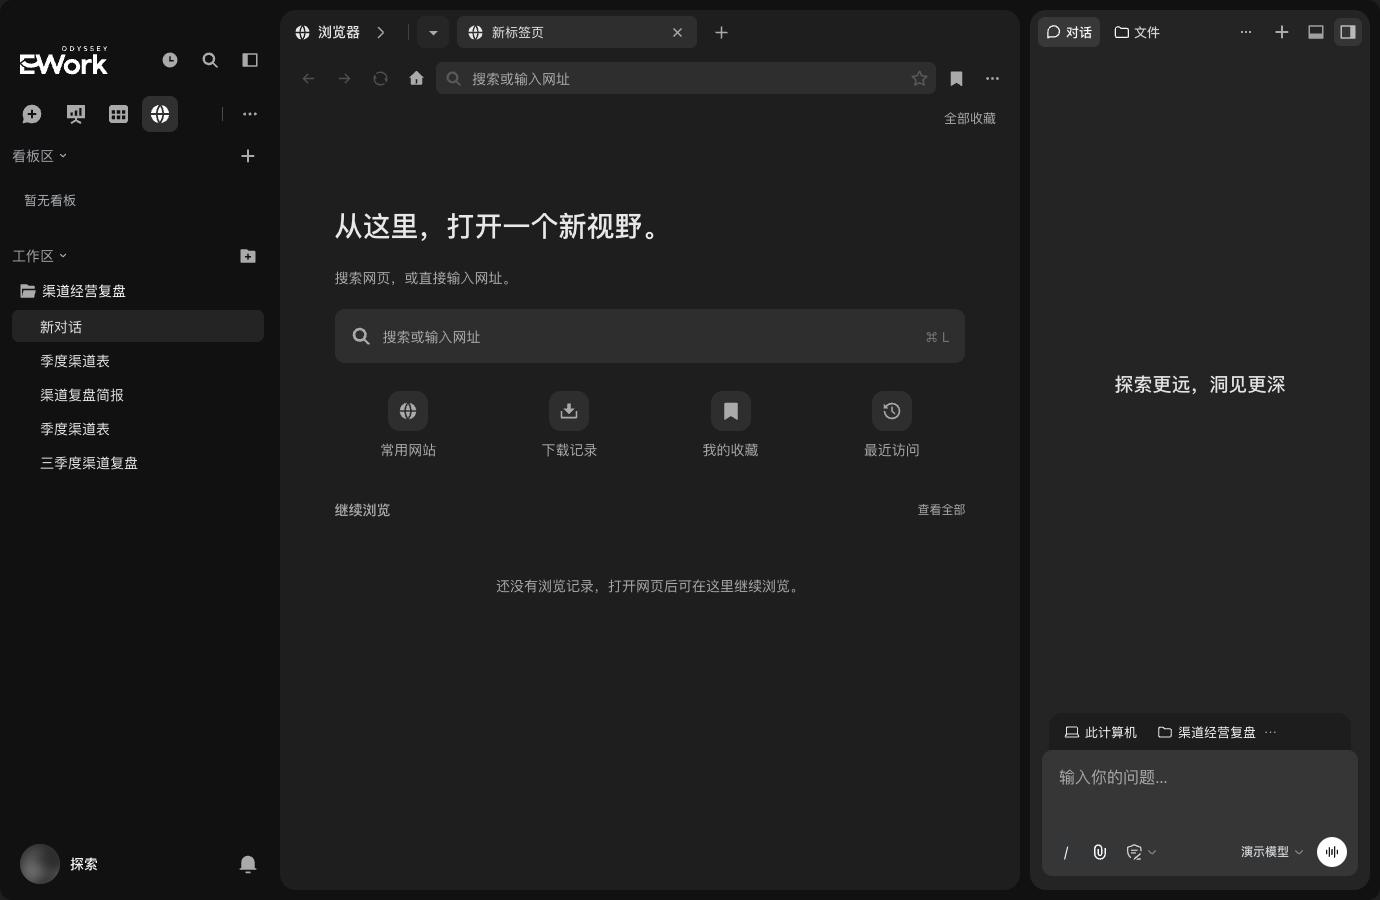 ODYSSEY
EWork
看板区
暂无看板
工作区
渠道经营复盘
新对话
季度渠道表
渠道复盘简报
季度渠道表
三季度渠道复盘
探索
浏览器
新标签页
搜索或输入网址
全部收藏
从这里，打开一个新视野。
搜索网页，或直接输入网址。
搜索或输入网址
⌘ L
常用网站
下载记录
我的收藏
最近访问
继续浏览
查看全部
还没有浏览记录，打开网页后可在这里继续浏览。
对话
文件
探索更远，洞见更深
此计算机
渠道经营复盘 ...
输入你的问题...
/
演示模型